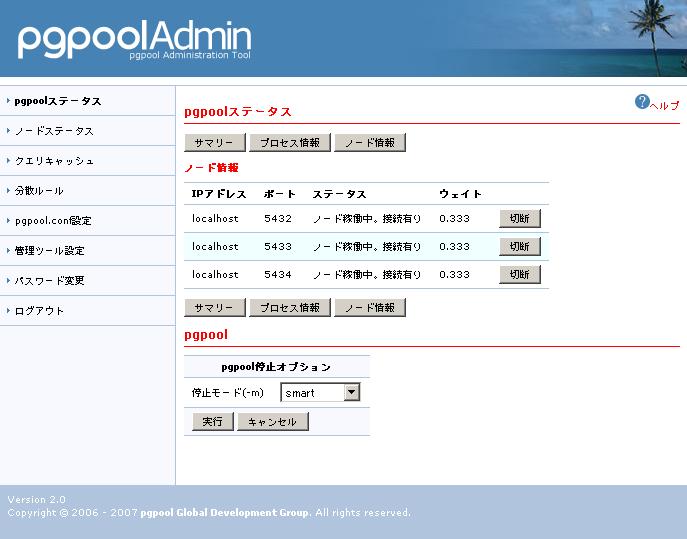 pgpoolAdmin
pgpool Administration Tool
pgpoolステータス
ノードステータス
クエリキャッシュ
分散ルール
pgpool.conf設定
管理ツール設定
パスワード変更
ログアウト
pgpoolステータス
?ヘルプ
サマリー プロセス情報 ノード情報
ノード情報
IPアドレス ポート ステータス ウェイト
localhost 5432 ノード稼働中。接続有り 0.333 切断
localhost 5433 ノード稼働中。接続有り 0.333 切断
localhost 5434 ノード稼働中。接続有り 0.333 切断
サマリー プロセス情報 ノード情報
pgpool
pgpool停止オプション
停止モード(-m) smart
実行 キャンセル
Version 2.0
Copyright © 2006 - 2007 pgpool Global Development Group. All rights reserved.